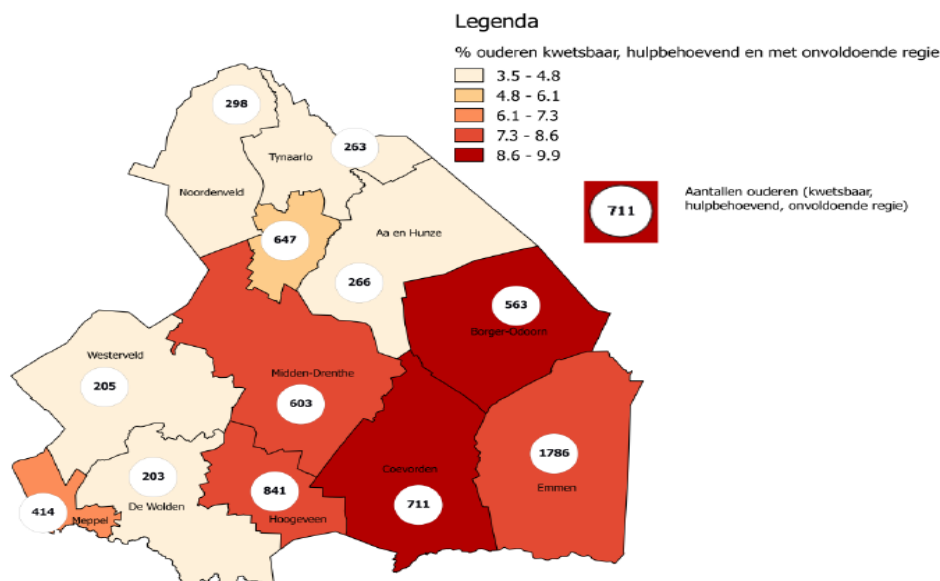 Legenda
% ouderen kwetsbaar, hulpbehoevend en met onvoldoende regie
3.5 - 4.8
4.8 - 6.1
6.1 - 7.3
7.3 - 8.6
8.6 - 9.9
711
Aantallen ouderen (kwetsbaar,
hulpbehoevend, onvoldoende regie)
298
263
Tynaarlo
Noordenveld
647
Aa en Hunze
266
563
Borger-Odoorn
Westerveld
205
Midden-Drenthe
603
1786
Emmen
Coevorden
711
203
De Wolden
841
Hoogeveen
414
Meppel